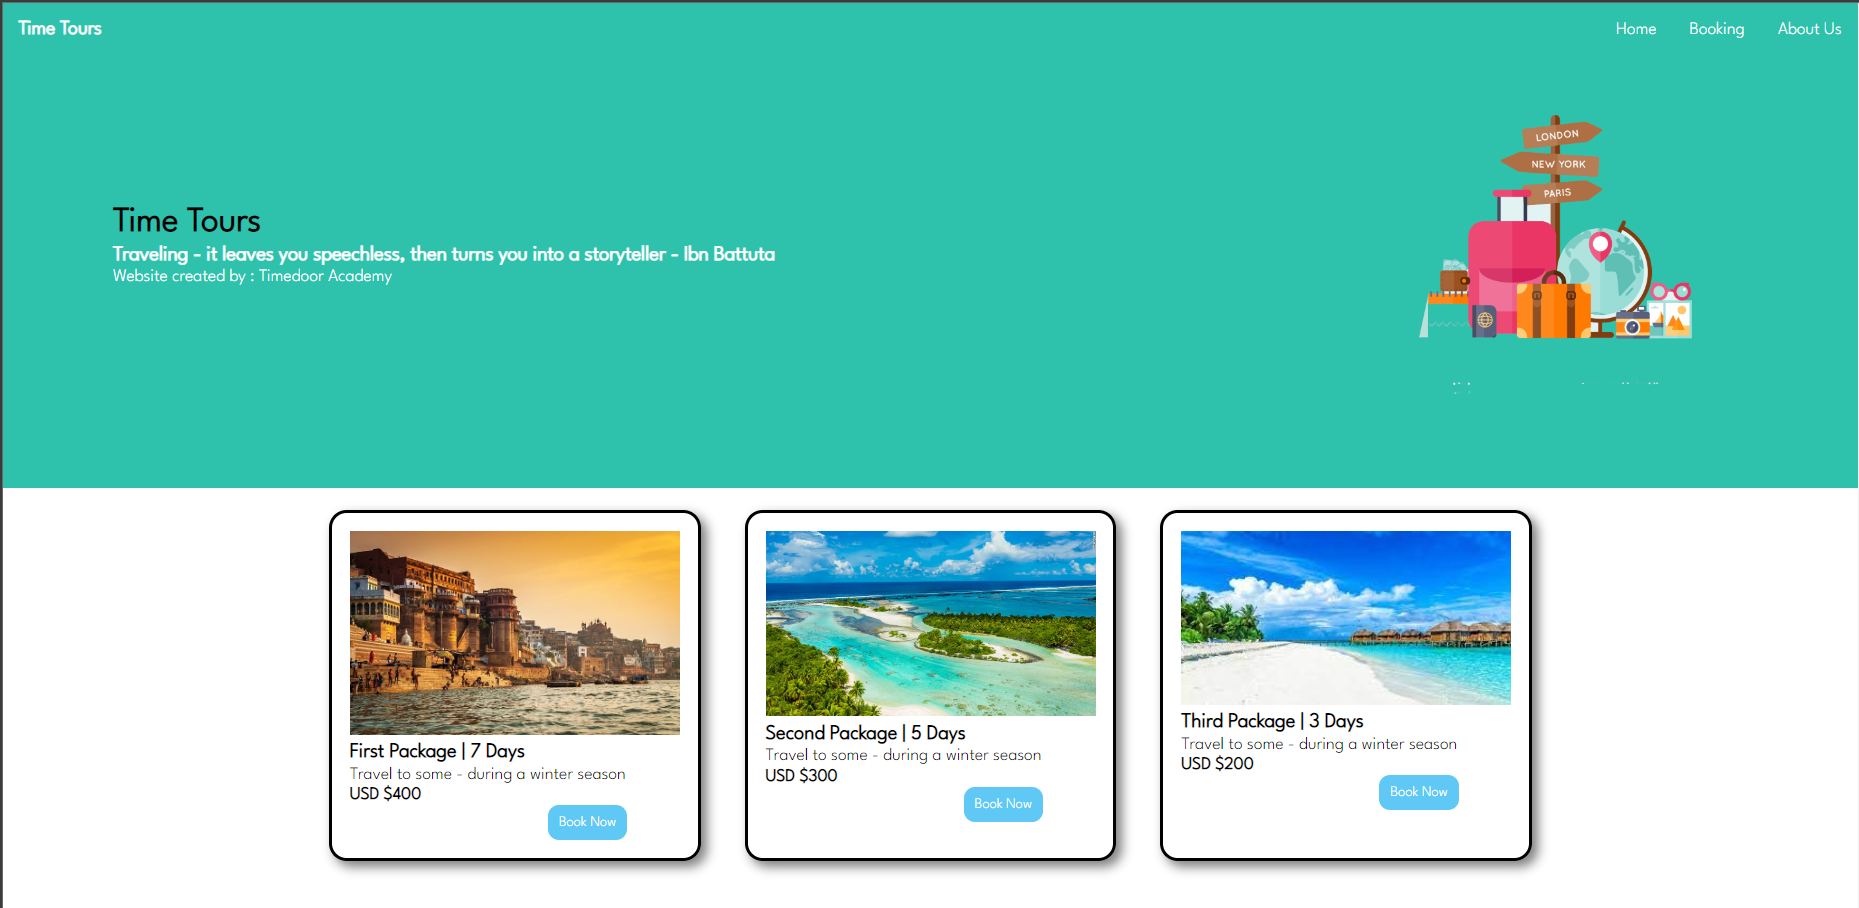 Time Tours
Home
Booking
About Us
LONDON
NEW YORK
PARIS
Time Tours
Traveling - it leaves you speechless, then turns you into a storyteller - Ibn Battuta
Website created by : Timedoor Academy
First Package | 7 Days
Travel to some - during a winter season
USD $400
Book Now
Second Package | 5 Days
Travel to some - during a winter season
USD $300
Book Now
Third Package | 3 Days
Travel to some - during a winter season
USD $200
Book Now